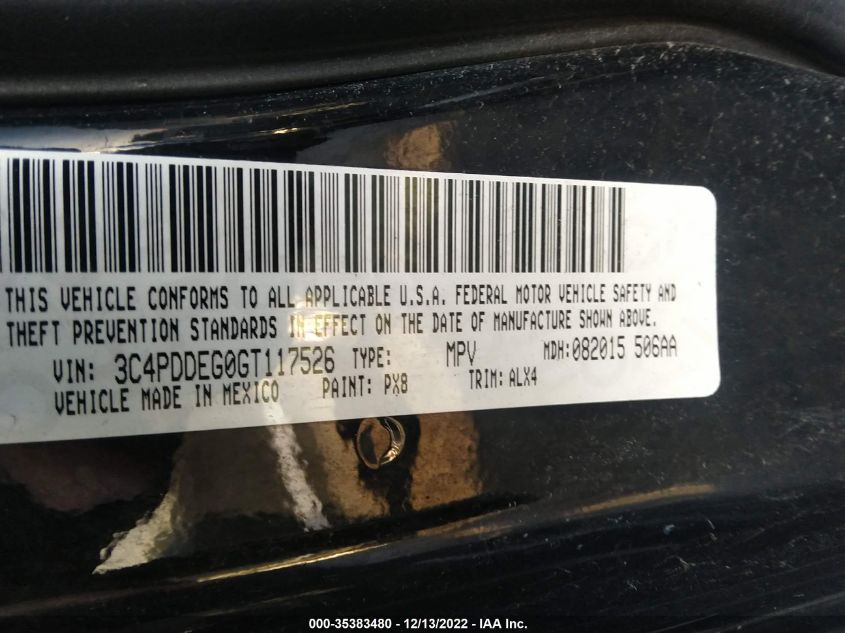 THIS VEHICLE CONFORMS TO ALL APPLICABLE U.S.A. FEDERAL MOTOR VEHICLE SAFETY AND
THEFT PREVENTION STANDARDS IN EFFECT ON THE DATE OF MANUFACTURE SHOWN ABOVE.
VIN: 3C4PDDEG0GT117526 TYPE: MPV MDH:082015 506AA
VEHICLE MADE IN MEXICO PAINT: PX8 TRIM:ALX4
000-35383480 - 12/13/2022 - IAA Inc.